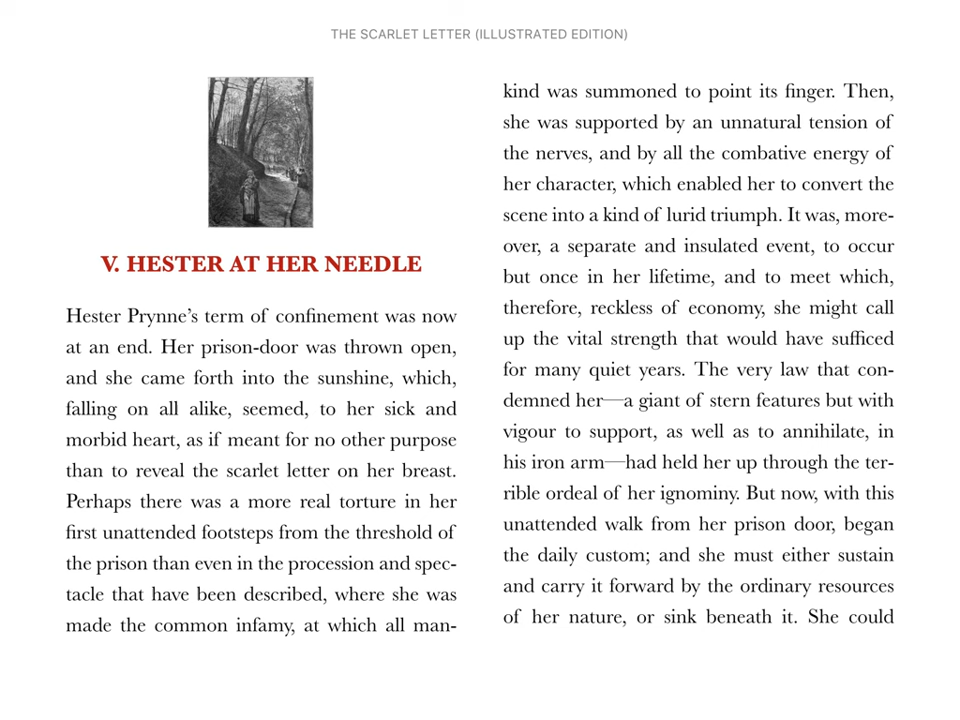 THE SCARLET LETTER (ILLUSTRATED EDITION)
V. HESTER AT HER NEEDLE
Hester Prynne’s term of confinement was now
at an end. Her prison-door was thrown open,
and she came forth into the sunshine, which,
falling on all alike, seemed, to her sick and
morbid heart, as if meant for no other purpose
than to reveal the scarlet letter on her breast.
Perhaps there was a more real torture in her
first unattended footsteps from the threshold of
the prison than even in the procession and spec-
tacle that have been described, where she was
made the common infamy, at which all man-
kind was summoned to point its finger. Then,
she was supported by an unnatural tension of
the nerves, and by all the combative energy of
her character, which enabled her to convert the
scene into a kind of lurid triumph. It was, more-
over, a separate and insulated event, to occur
but once in her lifetime, and to meet which,
therefore, reckless of economy, she might call
up the vital strength that would have sufficed
for many quiet years. The very law that con-
demned her—a giant of stern features but with
vigour to support, as well as to annihilate, in
his iron arm—had held her up through the ter-
rible ordeal of her ignominy. But now, with this
unattended walk from her prison door, began
the daily custom; and she must either sustain
and carry it forward by the ordinary resources
of her nature, or sink beneath it. She could